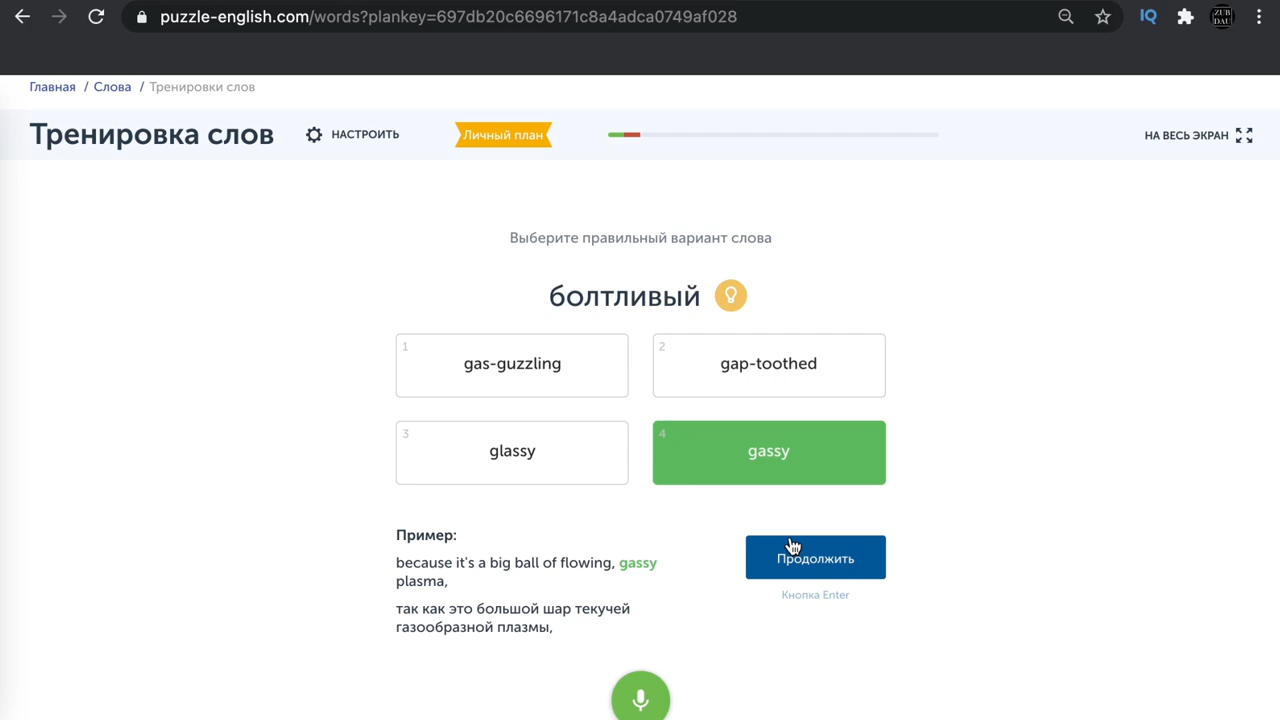 puzzle-english.com/words?plankey=697db20c6696171c8a4adca0749af028
IQ
ZUB
DAU
Главная / Слова / Тренировки слов
Тренировка слов
НАСТРОИТЬ
Личный план
НА ВЕСЬ ЭКРАН
Выберите правильный вариант слова
болтливый
1
gas-guzzling
2
gap-toothed
3
glassy
4
gassy
Пример:
because it's a big ball of flowing, gassy
plasma,
так как это большой шар текучей
газообразной плазмы,
Продолжить
Кнопка Enter